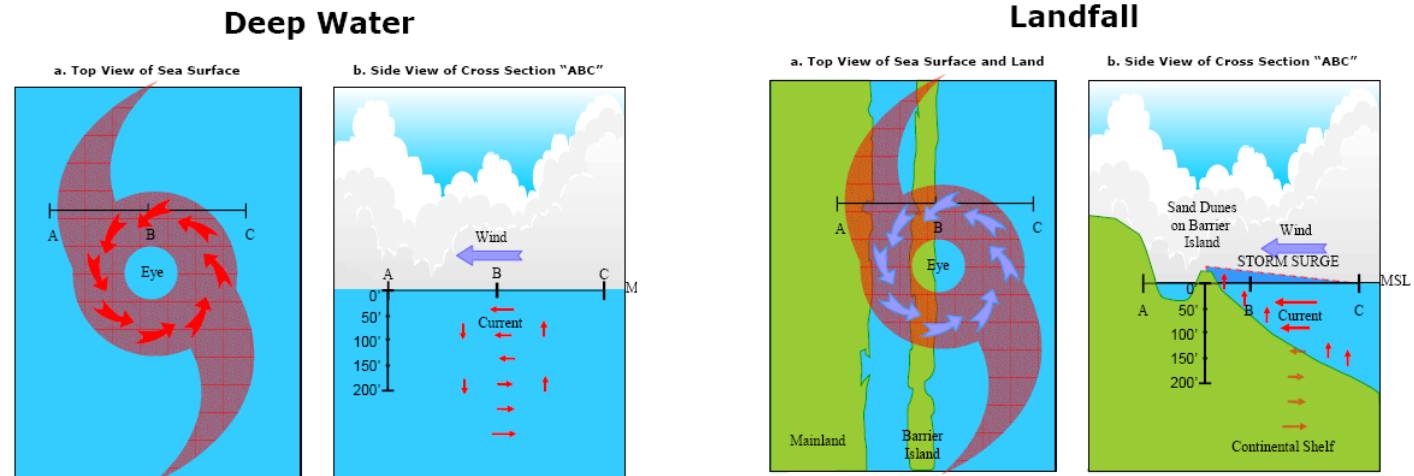 Deep Water
a. Top View of Sea Surface
A
B
C
Eye
b. Side View of Cross Section “ABC”
Wind
A
B
C
M
0'
50'
100'
150'
200'
Current
Landfall
a. Top View of Sea Surface and Land
A
B
C
Eye
Mainland
Barrier
Island
b. Side View of Cross Section “ABC”
Sand Dunes
on Barrier
Island
Wind
STORM SURGE
MSL
A
B
C
0'
50'
100'
150'
200'
Current
Continental Shelf